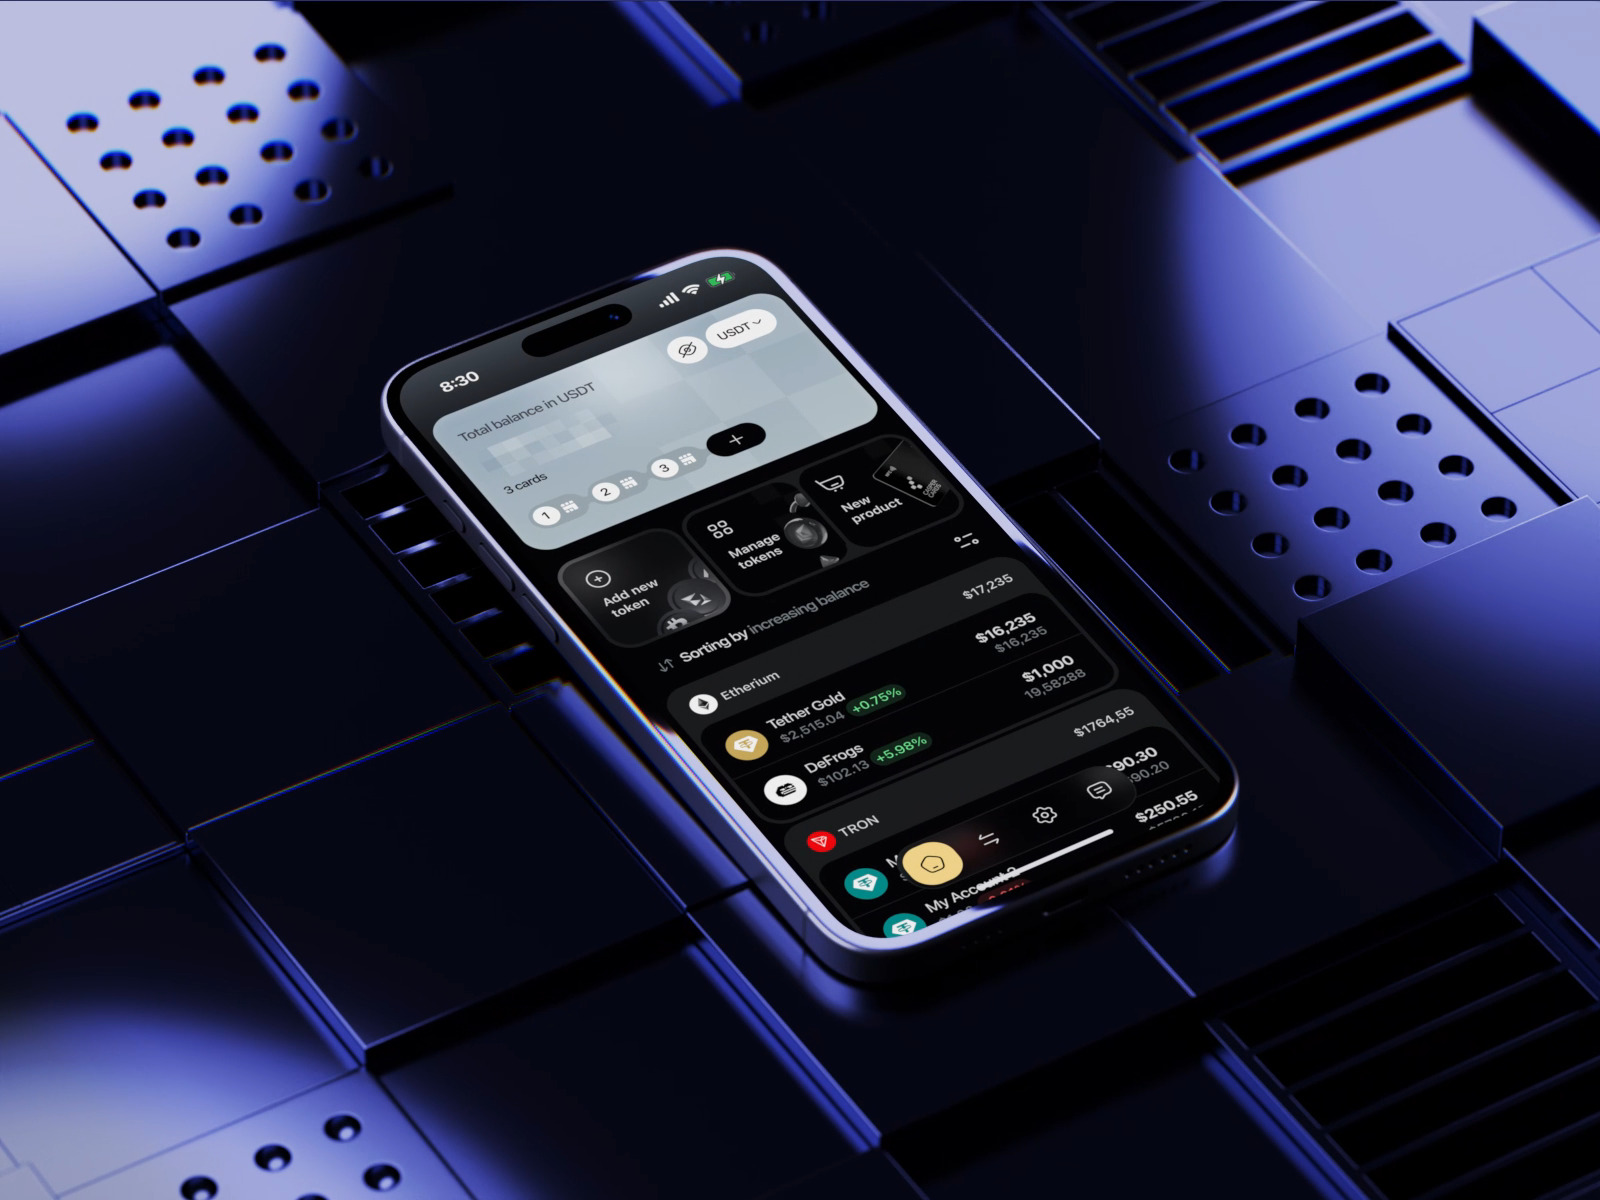 8:30
USDT
Total balance in USDT
3 cards
1
2
3
Add new
token
Manage
tokens
New
product
Sorting by increasing balance
Etherium
$17,235
Tether Gold
$2,515.04 +0.75%
$16,235
$16,235
DeFrogs
$102.13 +5.98%
$1,000
19,58288
TRON
$1764,55
90.30
90.20
My Account 2
$250.55